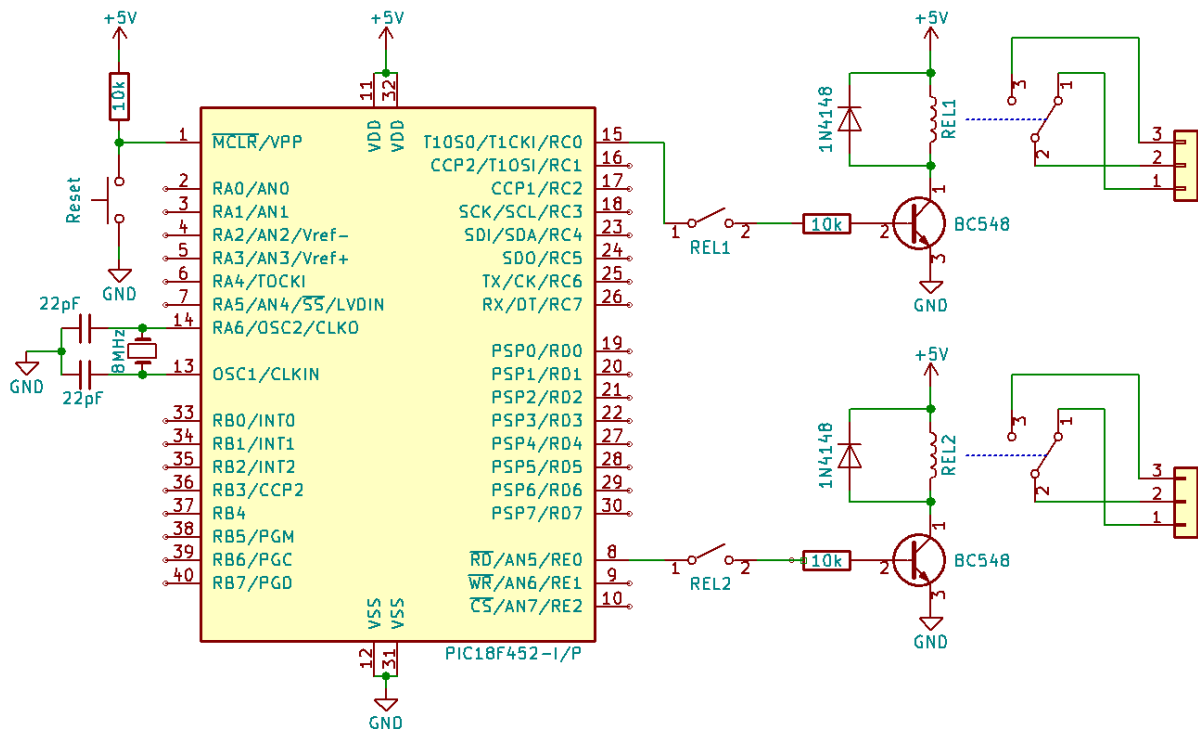 +5V
10k
Reset
GND
22pF
22pF
8MHz
GND
+5V
11
32
VDD
VDD
1 MCLR/VPP
2 RA0/AN0
3 RA1/AN1
4 RA2/AN2/Vref-
5 RA3/AN3/Vref+
6 RA4/T0CKI
7 RA5/AN4/SS/LVDIN
14 RA6/OSC2/CLKO
13 OSC1/CLKIN
33 RB0/INT0
34 RB1/INT1
35 RB2/INT2
36 RB3/CCP2
37 RB4
38 RB5/PGM
39 RB6/PGC
40 RB7/PGD
T1OSO/T1CKI/RC0 15
CCP2/T1OSI/RC1 16
CCP1/RC2 17
SCK/SCL/RC3 18
SDI/SDA/RC4 23
SDO/RC5 24
TX/CK/RC6 25
RX/DT/RC7 26
PSP0/RD0 19
PSP1/RD1 20
PSP2/RD2 21
PSP3/RD3 22
PSP4/RD4 27
PSP5/RD5 28
PSP6/RD6 29
PSP7/RD7 30
RD/AN5/RE0 8
WR/AN6/RE1 9
CS/AN7/RE2 10
VSS
VSS
12
31
PIC18F452-I/P
GND
+5V
1N4148
REL1
1 2
REL1
10k
2
1
3
BC548
GND
3
1
2
3
2
1
+5V
1N4148
REL2
1 2
REL2
10k
2
1
3
BC548
GND
3
1
2
3
2
1